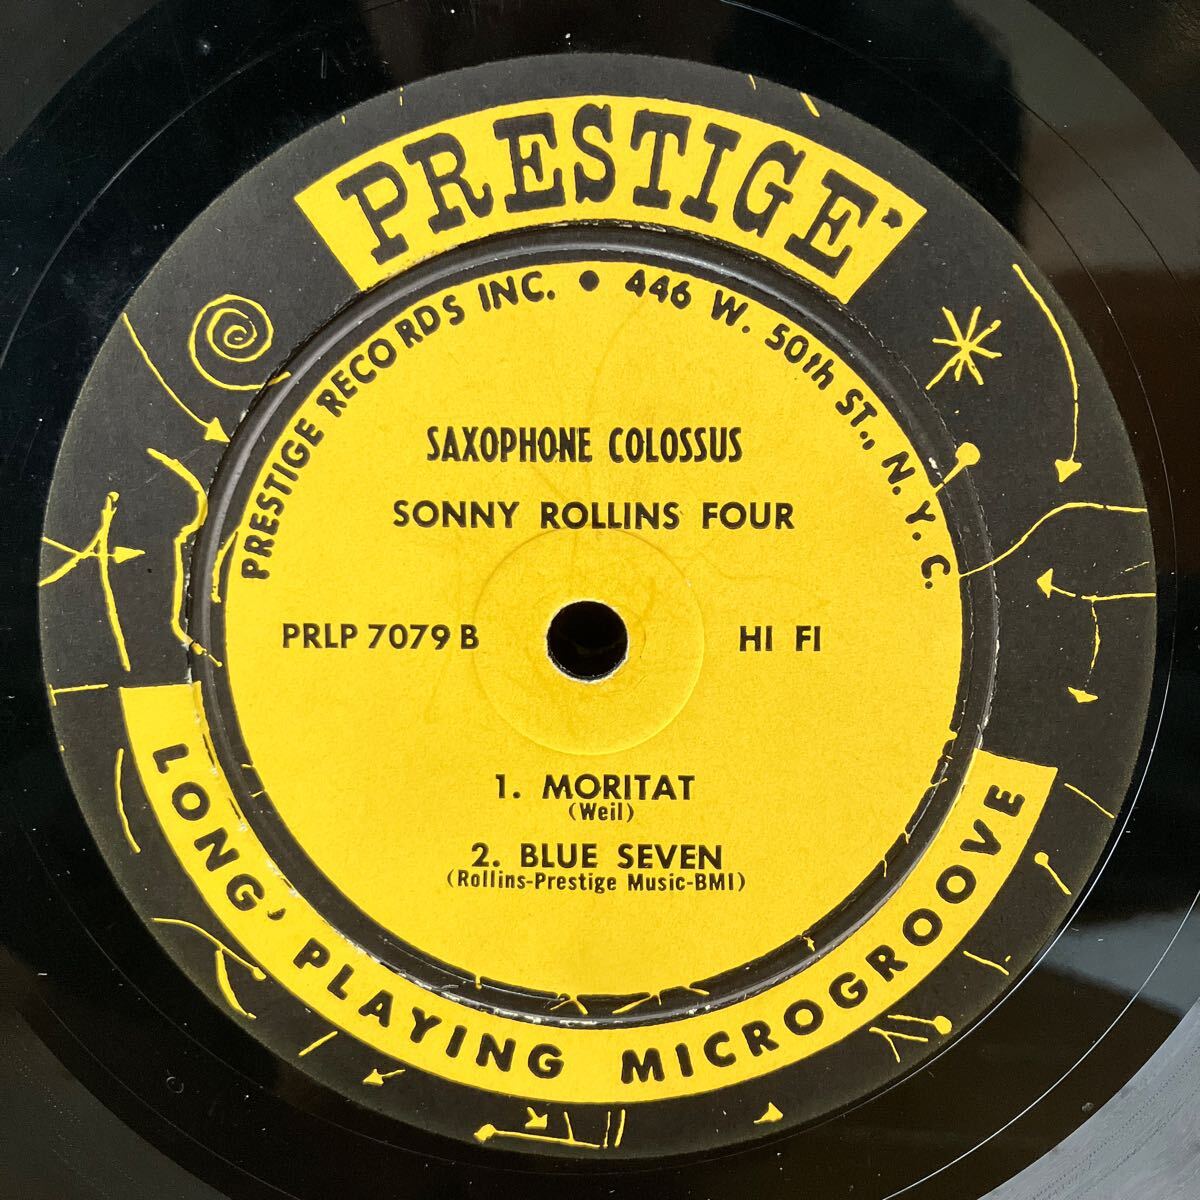 PRESTIGE
PRESTIGE RECORDS INC. • 446 W. 50th ST., N.Y.C.
SAXOPHONE COLOSSUS
SONNY ROLLINS FOUR
PRLP 7079 B
HI FI
1. MORITAT
(Weil)
2. BLUE SEVEN
(Rollins-Prestige Music-BMI)
LONG' PLAYING MICROGROOVE